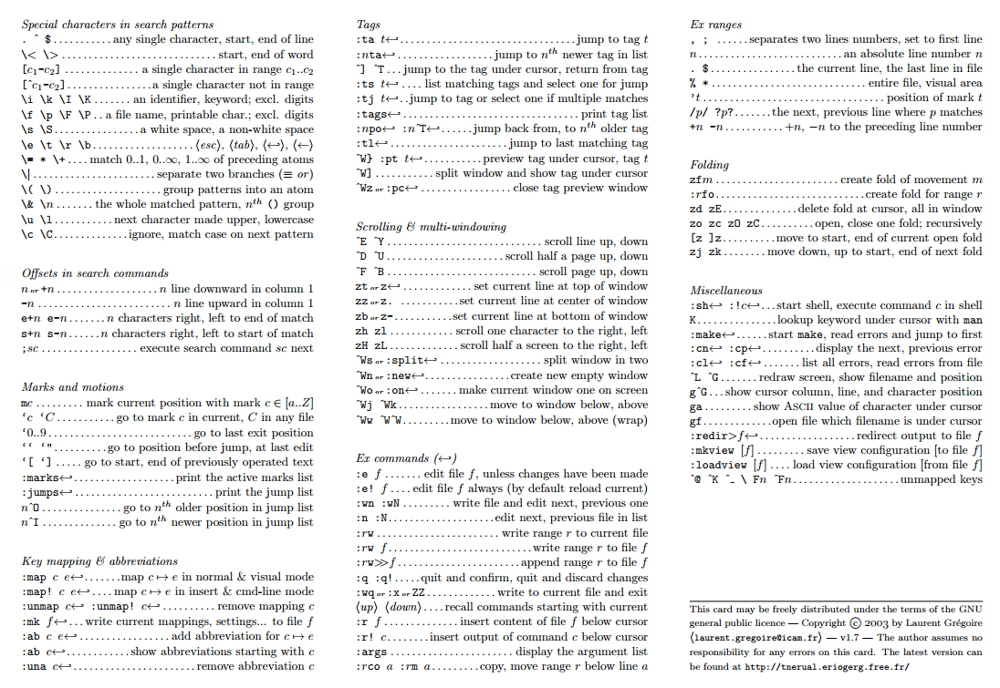 Special characters in search patterns
. ^ $...........any single character, start, end of line
\< \>...........................start, end of word
[c1-c2] ............. a single character in range c1..c2
[^c1-c2]...............a single character not in range
\i \k \I \K ....... an identifier, keyword; excl. digits
\f \p \F \P .. a file name, printable char.; excl. digits
\s \S...............a white space, a non-white space
\e \t \r \b..................⟨esc⟩, ⟨tab⟩, ⟨↩⟩, ⟨←⟩
\= * \+.... match 0..1, 0..∞, 1..∞ of preceding atoms
\|......................separate two branches (≡ or)
\( \)...................group patterns into an atom
\& \n ....... the whole matched pattern, nth () group
\u \l...........next character made upper, lowercase
\c \C.............ignore, match case on next pattern
Offsets in search commands
n or +n ................... n line downward in column 1
-n ......................... n line upward in column 1
e+n e-n.......n characters right, left to end of match
s+n s-n......n characters right, left to start of match
;sc .................. execute search command sc next
Marks and motions
mc ......... mark current position with mark c ∈ [a..Z]
‘c ‘C...........go to mark c in current, C in any file
‘0..9.........................go to last exit position
‘‘ ‘"..........go to position before jump, at last edit
‘[ ‘] .... go to start, end of previously operated text
:marks↩..................print the active marks list
:jumps↩.........................print the jump list
n^O .............. go to nth older position in jump list
n^I ............. go to nth newer position in jump list
Key mapping & abbreviations
:map c e↩.......map c ↦ e in normal & visual mode
:map! c e↩.....map c ↦ e in insert & cmd-line mode
:unmap c↩ :unmap! c↩ ........... remove mapping c
:mk f↩...write current mappings, settings... to file f
:ab c e↩................add abbreviation for c ↦ e
:ab c↩...........show abbreviations starting with c
:una c↩.......................remove abbreviation c
Tags
:ta t↩...............................jump to tag t
:nta↩..................jump to nth newer tag in list
^] ^T...jump to the tag under cursor, return from tag
:ts t↩.... list matching tags and select one for jump
:tj t↩..jump to tag or select one if multiple matches
:tags↩................................print tag list
:npo↩ :n^T↩......jump back from, to nth older tag
:tl↩.......................jump to last matching tag
^W} :pt t↩...........preview tag under cursor, tag t
^W] ..........split window and show tag under cursor
^Wz or :pc↩.................close tag preview window
Scrolling & multi-windowing
^E ^Y.............................scroll line up, down
^D ^U.......................scroll half a page up, down
^F ^B.............................scroll page up, down
zt or z↩ ............ set current line at top of window
zz or z. ..........set current line at center of window
zb or z-............set current line at bottom of window
zh zl ............ scroll one character to the right, left
zH zL.............scroll half a screen to the right, left
^Ws or :split↩..................split window in two
^Wn or :new↩...............create new empty window
^Wo or :on↩.......make current window one on screen
^Wj ^Wk...................move to window below, above
^Ww ^W^W...........move to window below, above (wrap)
Ex commands (↩)
:e f ....... edit file f, unless changes have been made
:e! f .... edit file f always (by default reload current)
:wn :wN.........write file and edit next, previous one
:n :N....................edit next, previous file in list
:rw......................write range r to current file
:rw f...........................write range r to file f
:rw≫f.......................append range r to file f
:q :q!.....quit and confirm, quit and discard changes
:wq or :x or ZZ...............write to current file and exit
⟨up⟩ ⟨down⟩....recall commands starting with current
:r f................insert content of file f below cursor
:r! c.........insert output of command c below cursor
:args ........................display the argument list
:rco a :rm a..........copy, move range r below line a
Ex ranges
, ; ......separates two lines numbers, set to first line
n..........................an absolute line number n
. $..................the current line, the last line in file
% *.............................entire file, visual area
't................................position of mark t
/p/ ?p?.......the next, previous line where p matches
+n -n...........+n, −n to the preceding line number
Folding
zfm .......................create fold of movement m
:rfo...........................create fold for range r
zd zE.............delete fold at cursor, all in window
zo zc zO zC..........open, close one fold; recursively
[z ]z...........move to start, end of current open fold
zj zk........move down, up to start, end of next fold
Miscellaneous
:sh↩ :!c↩...start shell, execute command c in shell
K...............lookup keyword under cursor with man
:make↩......start make, read errors and jump to first
:cn↩ :cp↩..........display the next, previous error
:cl↩ :cf↩.......list all errors, read errors from file
^L ^G.......redraw screen, show filename and position
g^G...show cursor column, line, and character position
ga.........show ASCII value of character under cursor
gf..............open file which filename is under cursor
:redir>f↩..................redirect output to file f
:mkview [f].........save view configuration [to file f]
:loadview [f]....load view configuration [from file f]
^@ ^K ^_ \ Fn ^Fn....................unmapped keys
This card may be freely distributed under the terms of the GNU
general public licence — Copyright © 2003 by Laurent Grégoire
⟨laurent.gregoire@icam.fr⟩ — v1.7 — The author assumes no
responsibility for any errors on this card. The latest version can
be found at http://tnerual.eriogerg.free.fr/